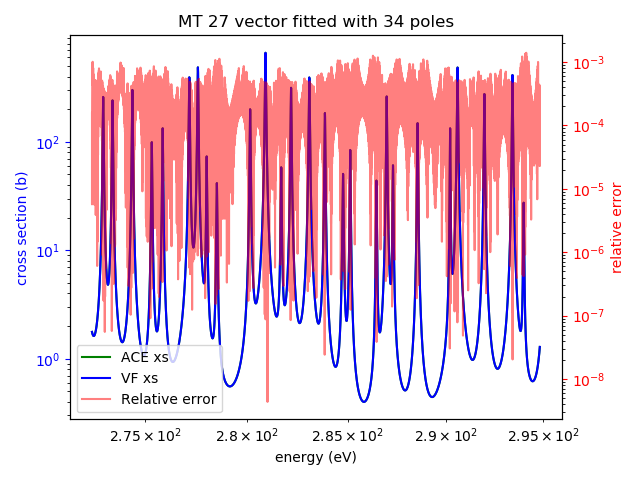 MT 27 vector fitted with 34 poles
cross section (b)
10²
10¹
10⁰
10⁻³
10⁻⁴
10⁻⁵
10⁻⁶
10⁻⁷
10⁻⁸
relative error
ACE xs
VF xs
Relative error
2.75 × 10² 2.8 × 10² 2.85 × 10² 2.9 × 10² 2.95 × 10²
energy (eV)